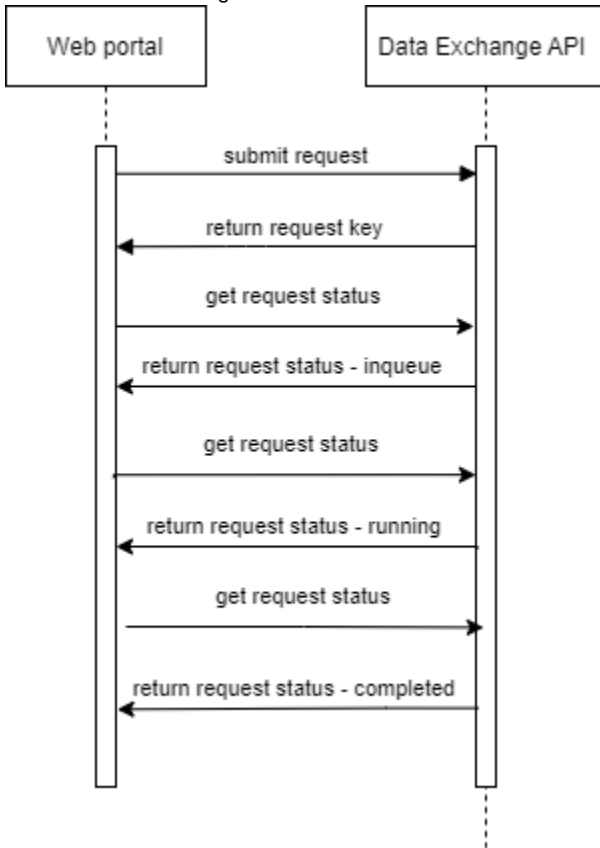 Web portal
Data Exchange API
submit request
return request key
get request status
return request status - inqueue
get request status
return request status - running
get request status
return request status - completed